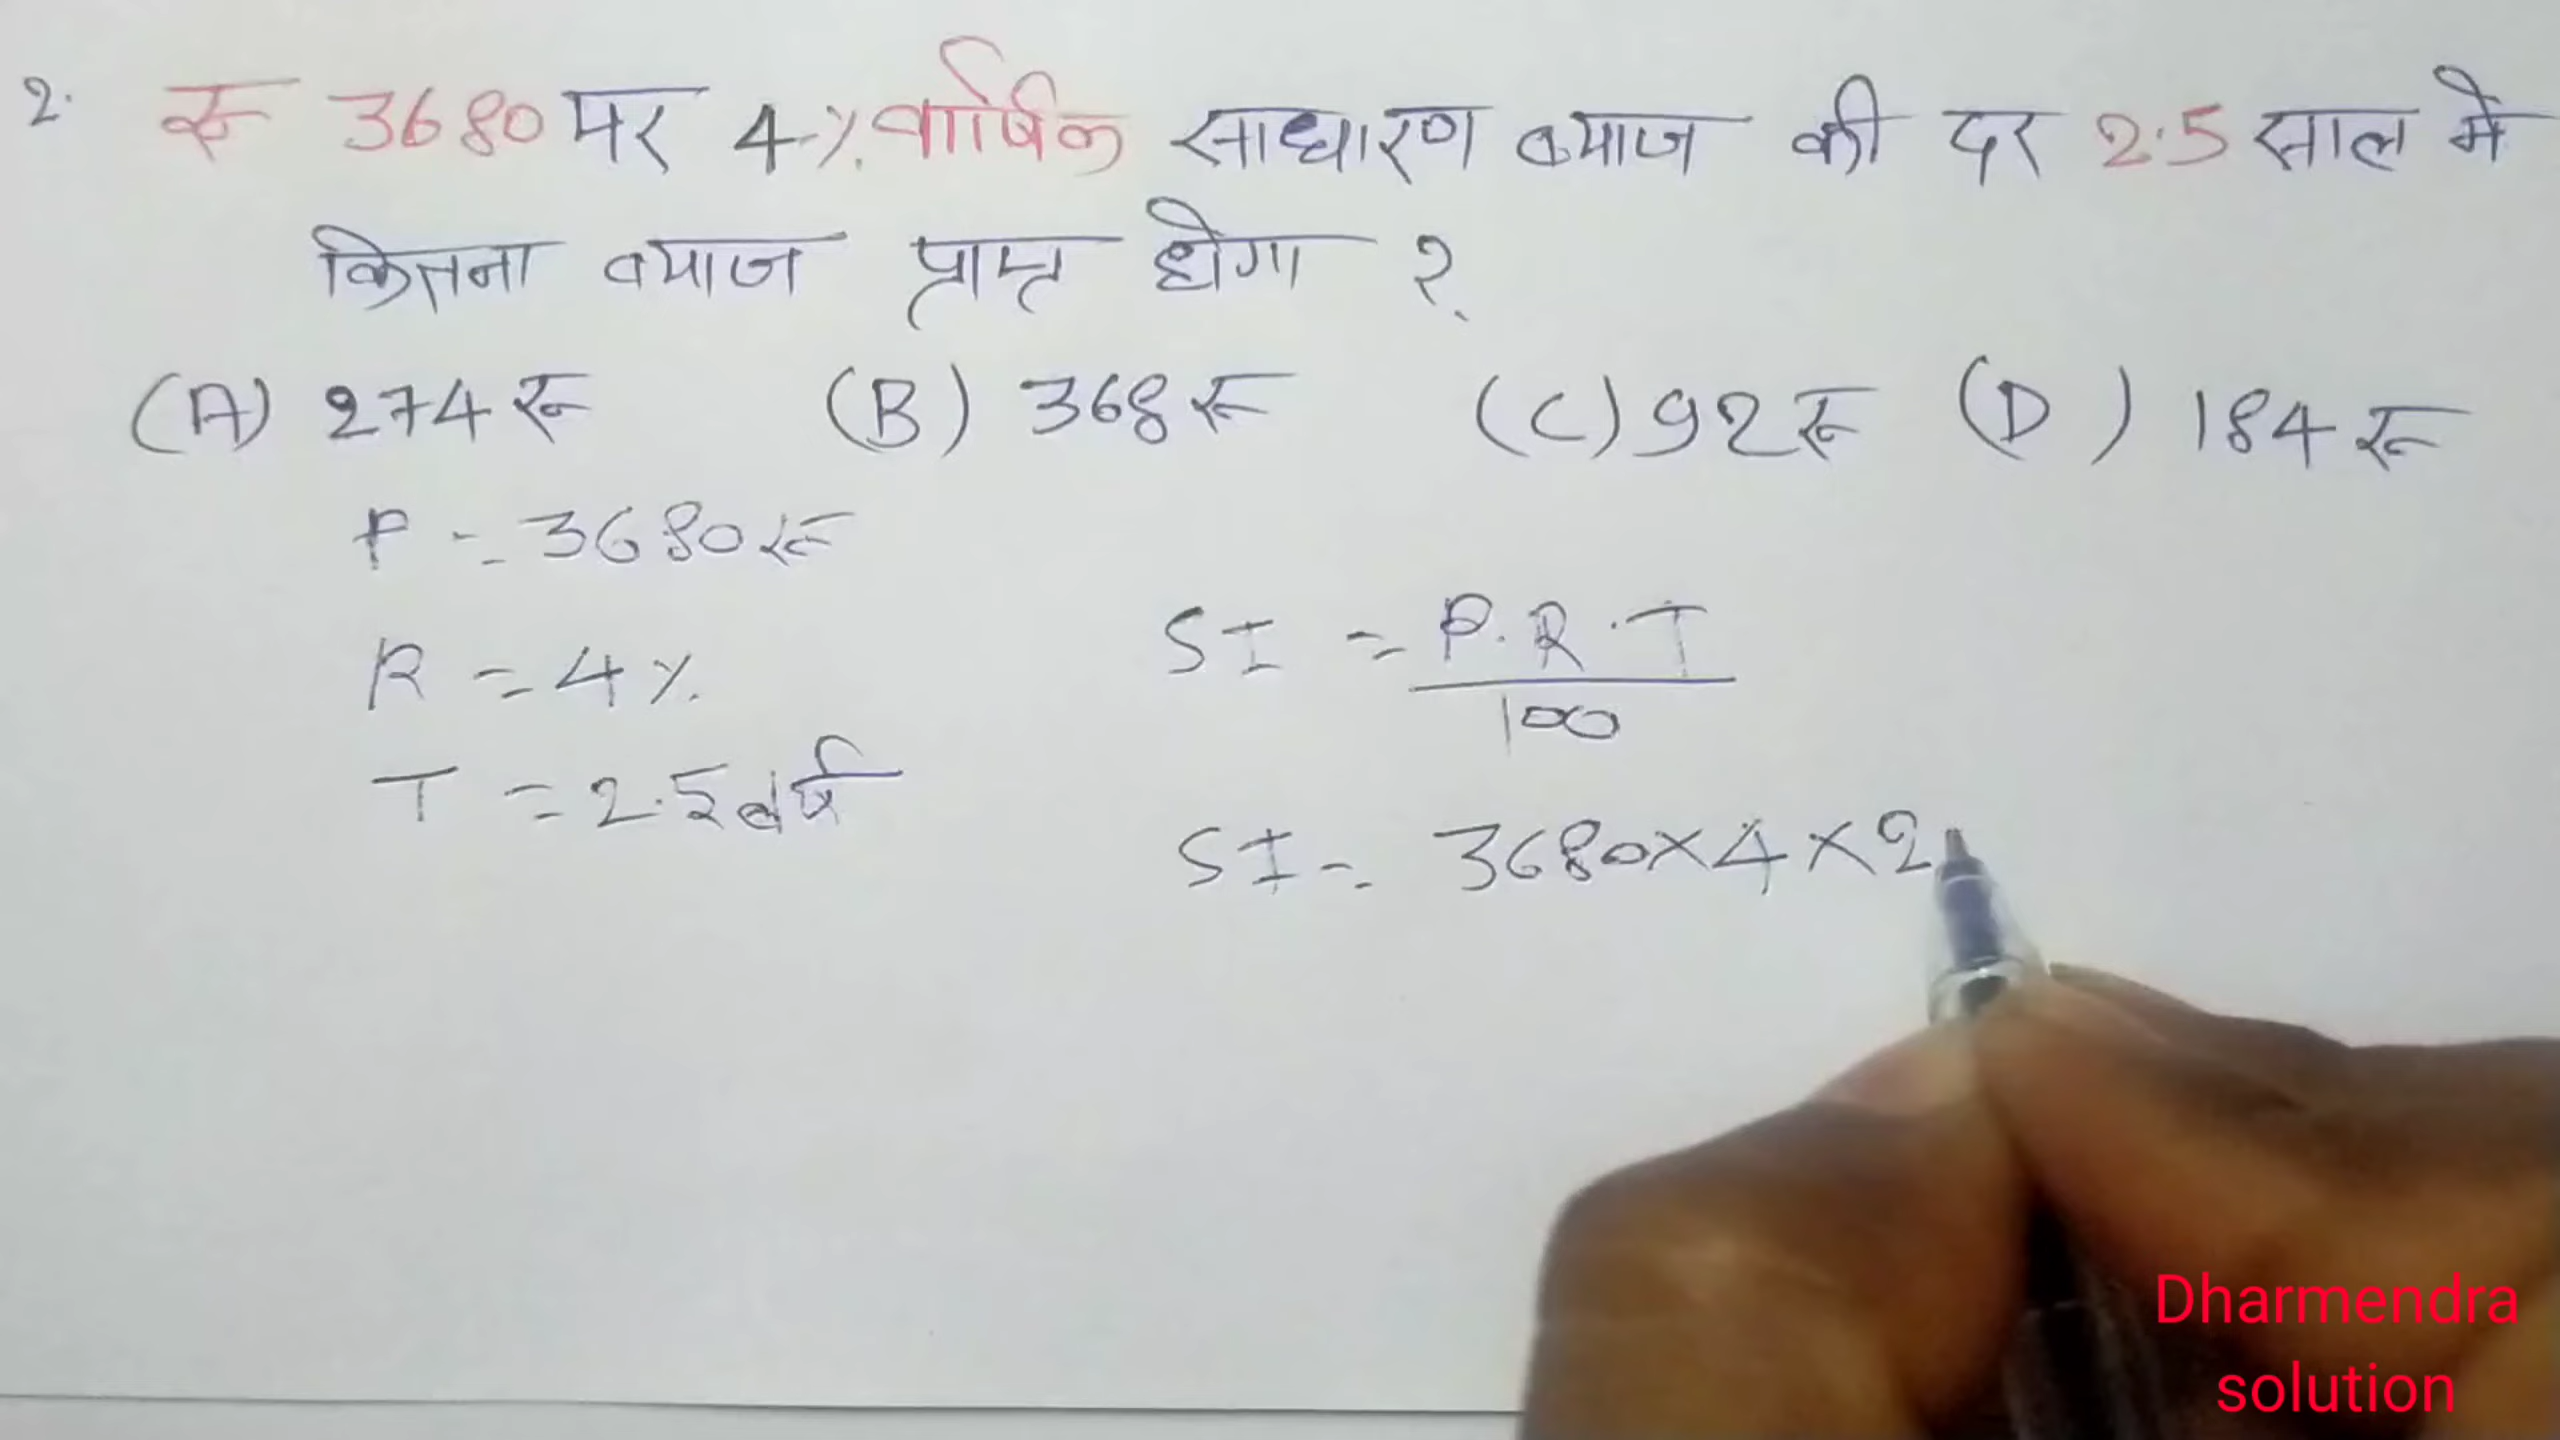 2. रू 3680 पर 4% वार्षिक साधारण ब्याज की दर 2.5 साल मे
कितना ब्याज प्राप्त होगा ?
(A) 274 रू (B) 368 रू (C) 92 रू (D) 184 रू
P = 3680 रू
R = 4%
T = 2.5 वर्ष
SI = P.R.T
100
SI = 3680×4×2
Dharmendra
solution